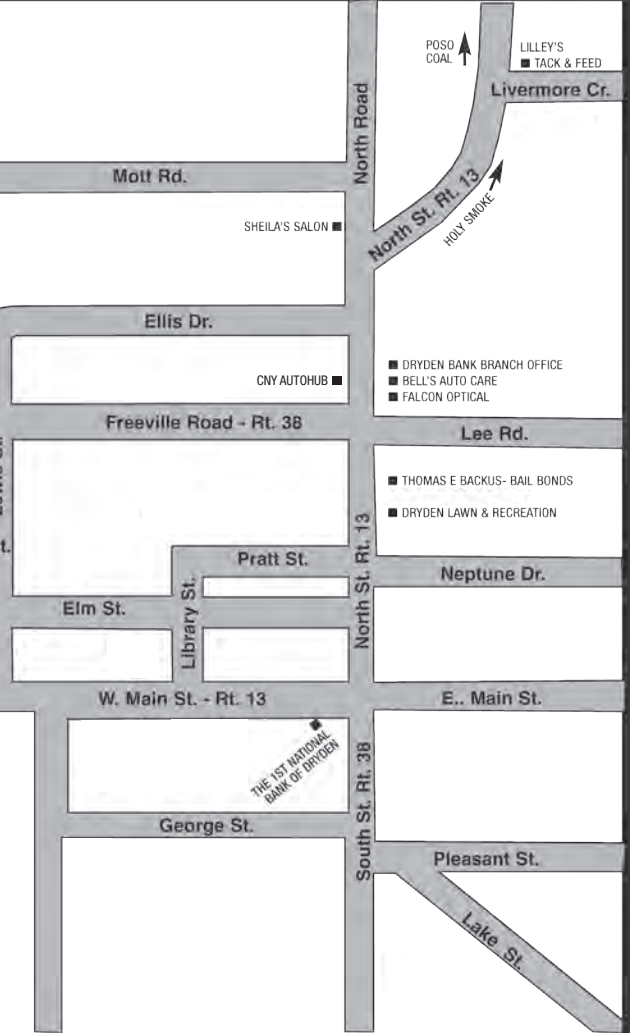 POSO
COAL
LILLEY'S
TACK & FEED
Livermore Cr.
North Road
Mott Rd.
North St. Rt. 13
HOLY SMOKE
SHEILA'S SALON
Ellis Dr.
DRYDEN BANK BRANCH OFFICE
CNY AUTOHUB
BELL'S AUTO CARE
FALCON OPTICAL
Freeville Road - Rt. 38
Lee Rd.
THOMAS E BACKUS- BAIL BONDS
DRYDEN LAWN & RECREATION
North St. Rt. 13
t.
Pratt St.
Neptune Dr.
Library St.
Elm St.
W. Main St. - Rt. 13
E.. Main St.
THE 1ST NATIONAL
BANK OF DRYDEN
South St. Rt. 38
George St.
Pleasant St.
Lake St.